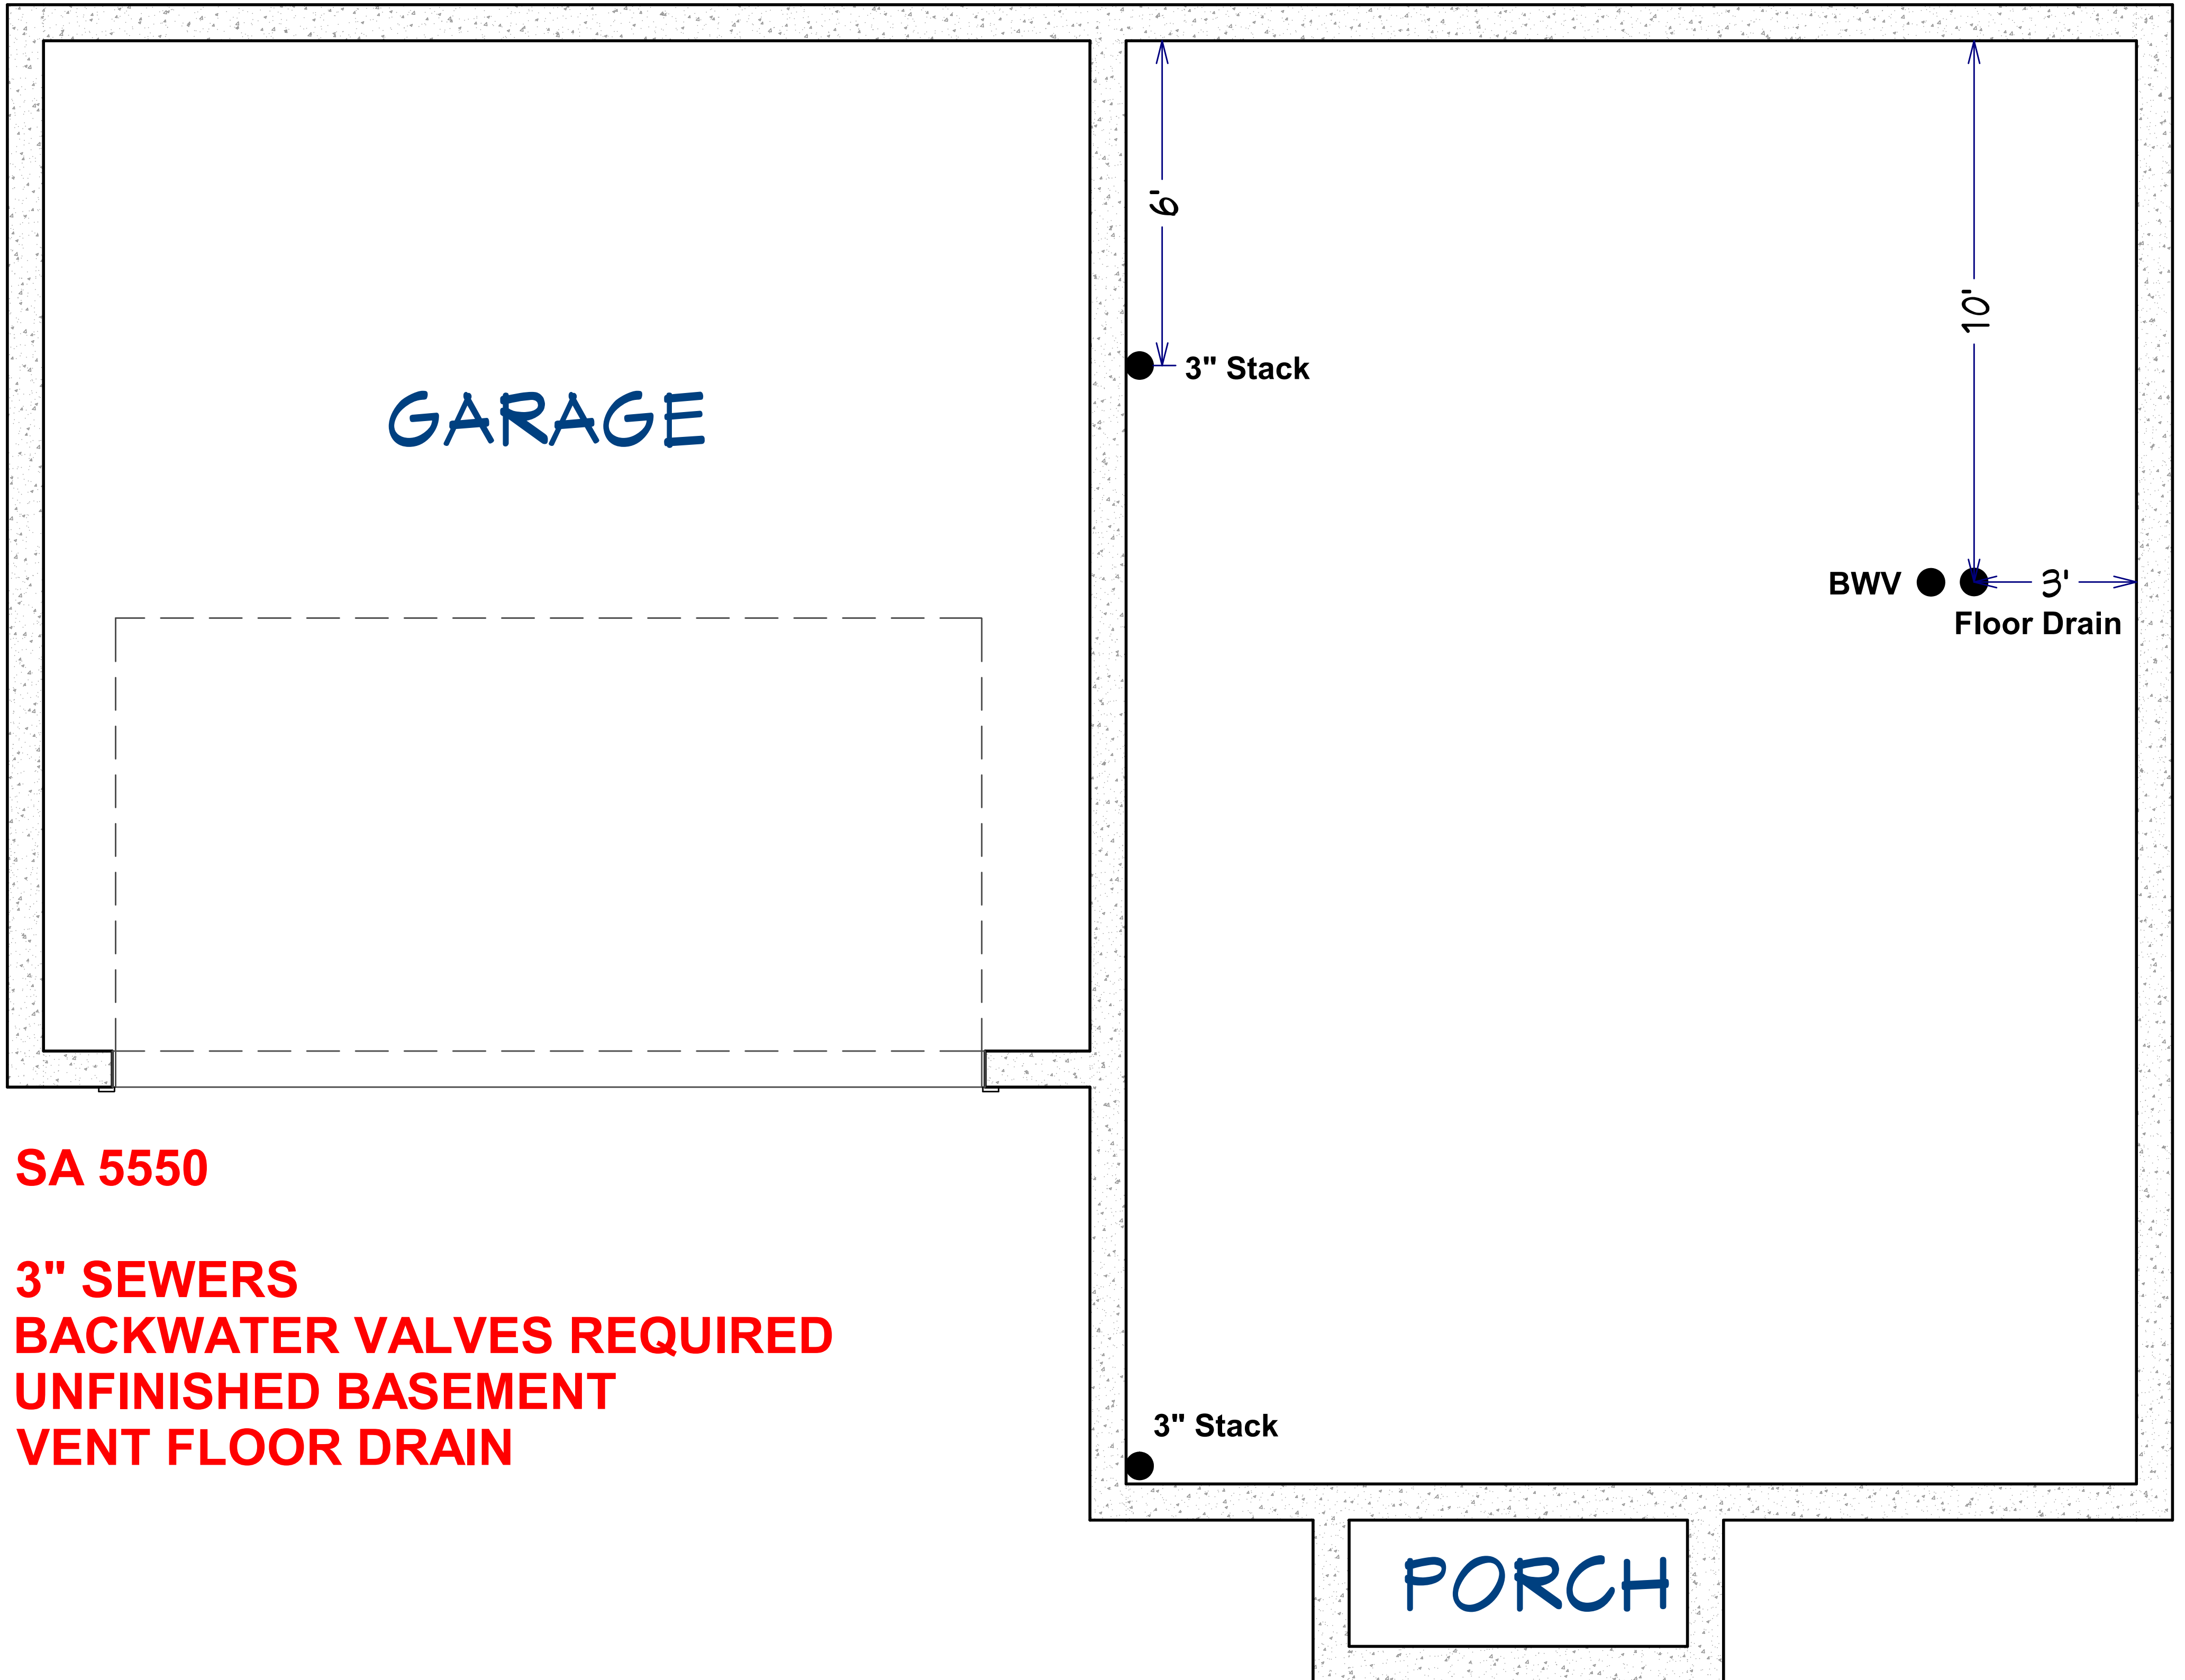 6'
10'
3" Stack
GARAGE
BWV
3'
Floor Drain
SA 5550
3" SEWERS
BACKWATER VALVES REQUIRED
UNFINISHED BASEMENT
VENT FLOOR DRAIN
3" Stack
PORCH